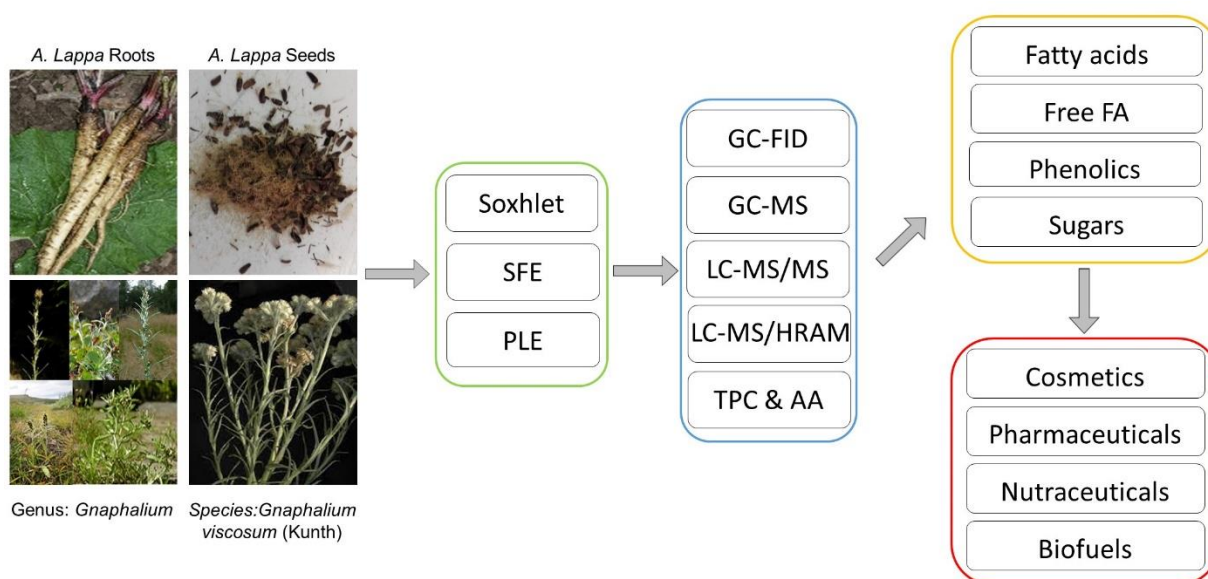 A. Lappa Roots
A. Lappa Seeds
Genus: Gnaphalium
Species:Gnaphalium
viscosum (Kunth)
Soxhlet
SFE
PLE
GC-FID
GC-MS
LC-MS/MS
LC-MS/HRAM
TPC & AA
Fatty acids
Free FA
Phenolics
Sugars
Cosmetics
Pharmaceuticals
Nutraceuticals
Biofuels